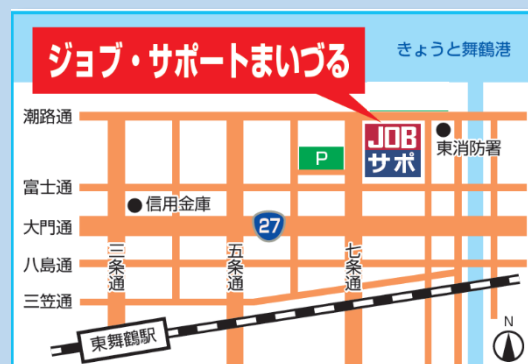 ジョブ・サポートまいづる
きょうと舞鶴港
潮路通
JOB
サポ
東消防署
P
富士通
信用金庫
大門通
27
八島通
三条通
五条通
七条通
三笠通
東舞鶴駅
N